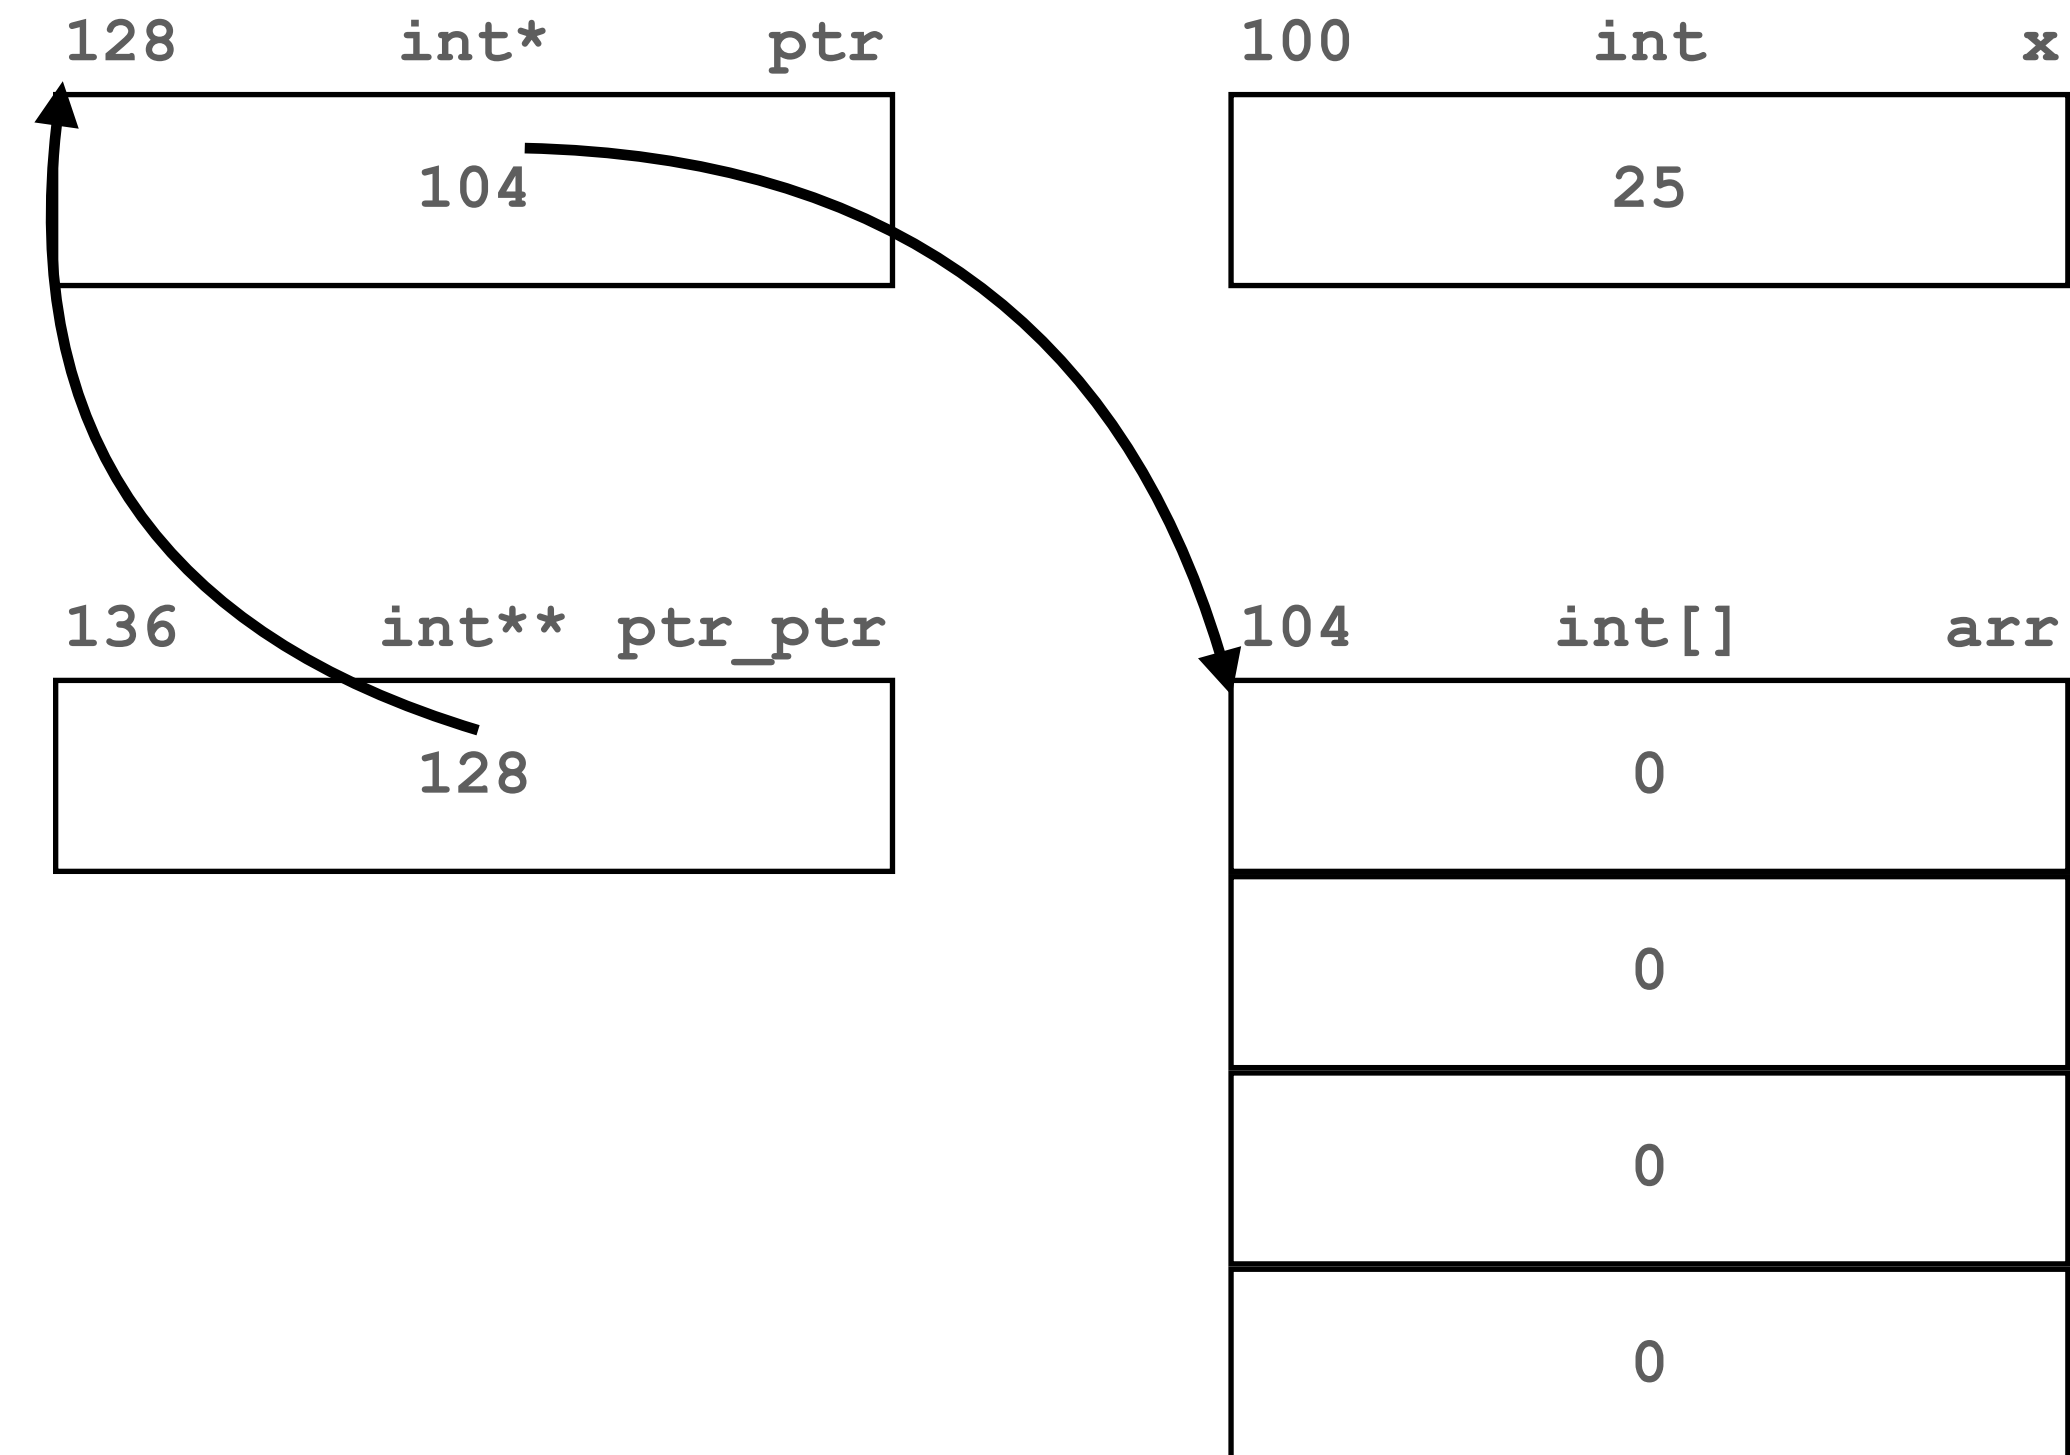 128 int* ptr
104
100 int x
25
136 int** ptr_ptr
128
104 int[] arr
0
0
0
0